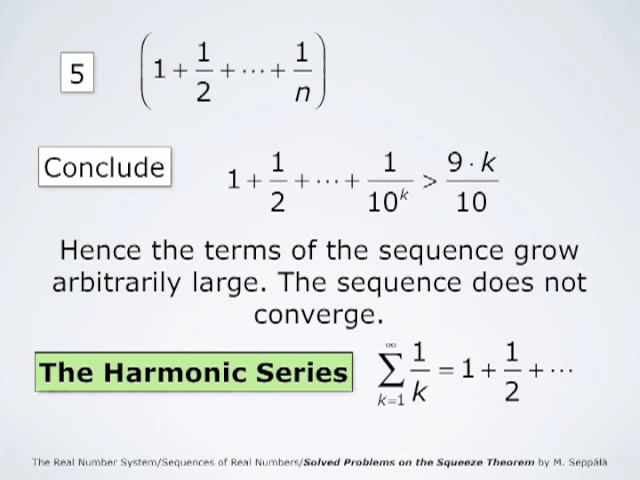 5 (1 + 1/2 + ⋯ + 1/n)
Conclude 1 + 1/2 + ⋯ + 1/10^k > 9 · k/10
Hence the terms of the sequence grow
arbitrarily large. The sequence does not
converge.
The Harmonic Series ∑_{k=1}^{∞} 1/k = 1 + 1/2 + ⋯
The Real Number System/Sequences of Real Numbers/Solved Problems on the Squeeze Theorem by M. Seppälä